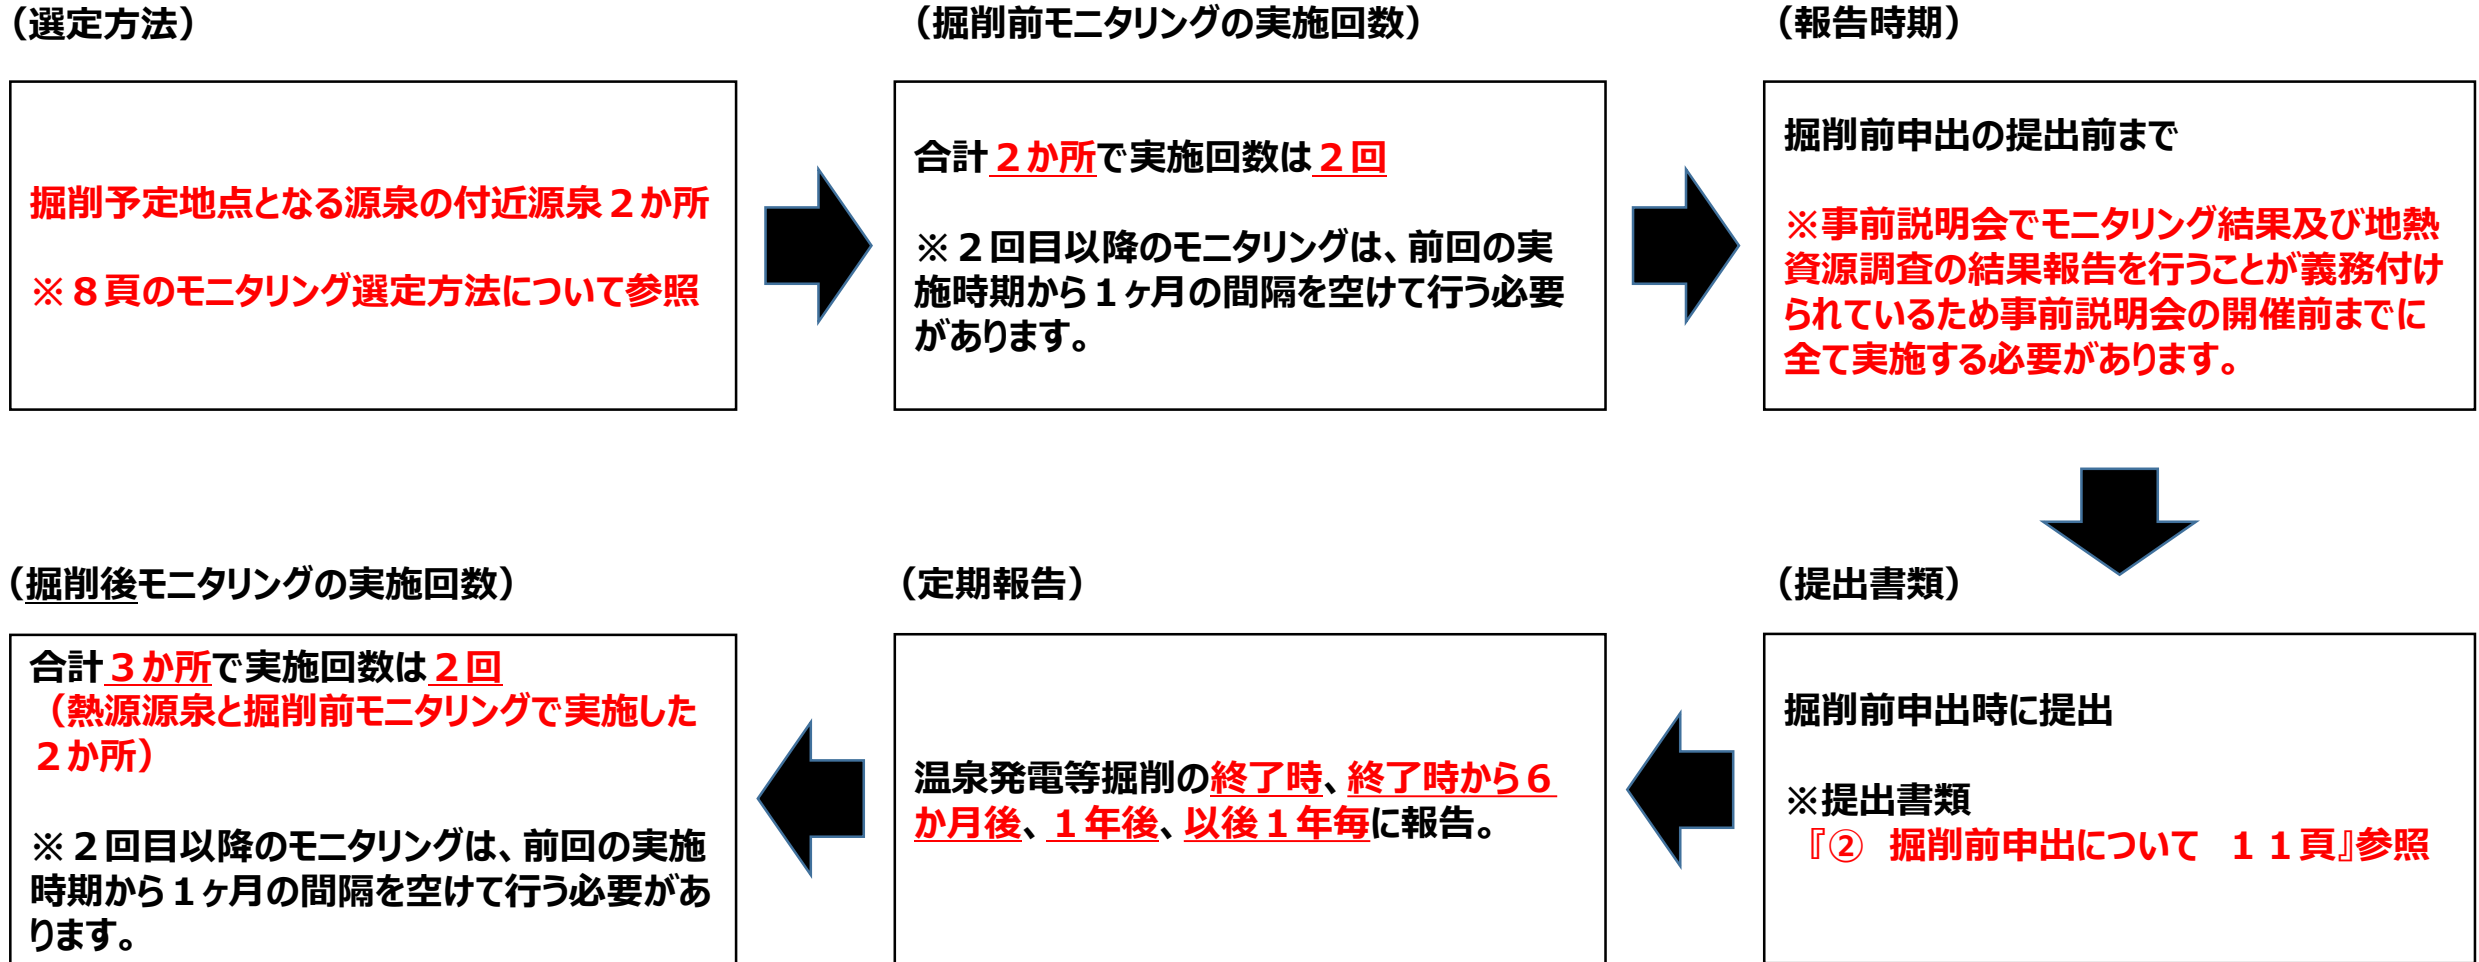 （選定方法）
掘削予定地点となる源泉の付近源泉２か所
※８頁のモニタリング選定方法について参照
（掘削前モニタリングの実施回数）
合計２か所で実施回数は２回
※２回目以降のモニタリングは、前回の実
施時期から１ヶ月の間隔を空けて行う必要
があります。
（報告時期）
掘削前申出の提出前まで
※事前説明会でモニタリング結果及び地熱
資源調査の結果報告を行うことが義務付け
られているため事前説明会の開催前までに
全て実施する必要があります。
（提出書類）
掘削前申出時に提出
※提出書類
『②　掘削前申出について　１１頁』参照
（定期報告）
温泉発電等掘削の終了時、終了時から６
か月後、１年後、以後１年毎に報告。
（掘削後モニタリングの実施回数）
合計３か所で実施回数は２回
（熱源源泉と掘削前モニタリングで実施した
２か所）
※２回目以降のモニタリングは、前回の実施
時期から１ヶ月の間隔を空けて行う必要があ
ります。